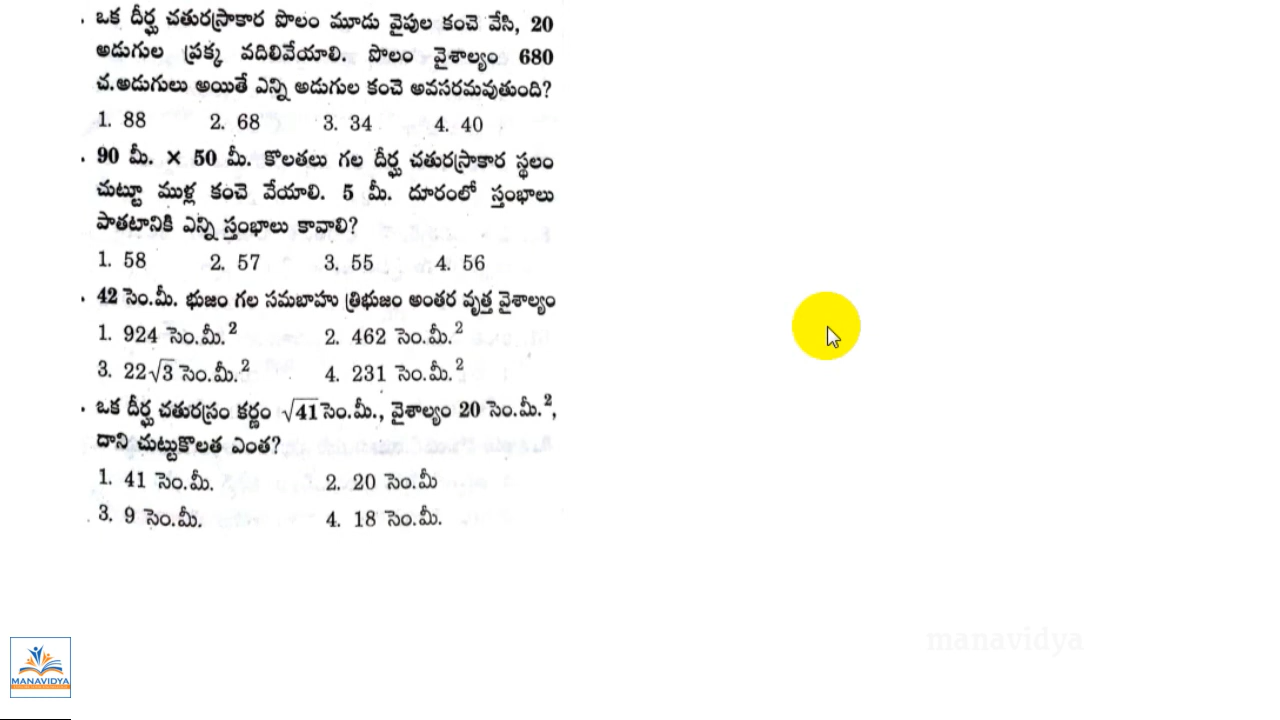 . ఒక దీర్ఘ చతురస్రాకార పొలం మూడు వైపుల కంచె వేసి, 20
అడుగుల ప్రక్క వదిలివేయాలి. పొలం వైశాల్యం 680
చ.అడుగులు అయితే ఎన్ని అడుగుల కంచె అవసరమవుతుంది?
1. 88 2. 68 3. 34 4. 40
. 90 మీ. × 50 మీ. కొలతలు గల దీర్ఘ చతురస్రాకార స్థలం
చుట్టూ ముళ్ల కంచె వేయాలి. 5 మీ. దూరంలో స్తంభాలు
పాతటానికి ఎన్ని స్తంభాలు కావాలి?
1. 58 2. 57 3. 55 4. 56
. 42 సెం.మీ. భుజం గల సమబాహు త్రిభుజం అంతర వృత్త వైశాల్యం
1. 924 సెం.మీ.² 2. 462 సెం.మీ.²
3. 22√3 సెం.మీ.² 4. 231 సెం.మీ.²
. ఒక దీర్ఘ చతురస్రం కర్ణం √41 సెం.మీ., వైశాల్యం 20 సెం.మీ.²,
దాని చుట్టుకొలత ఎంత?
1. 41 సెం.మీ. 2. 20 సెం.మీ
3. 9 సెం.మీ. 4. 18 సెం.మీ.
manavidya
MANAVIDYA